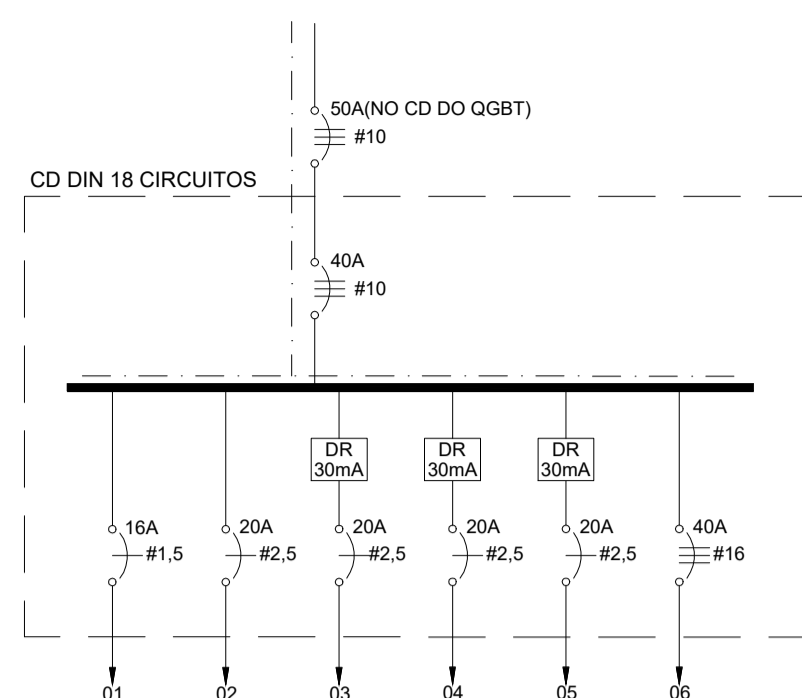 50A(NO CD DO QGBT)
#10
CD DIN 18 CIRCUITOS
40A
#10
DR
30mA
DR
30mA
DR
30mA
16A
#1,5
20A
#2,5
20A
#2,5
20A
#2,5
20A
#2,5
40A
#16
01
02
03
04
05
06